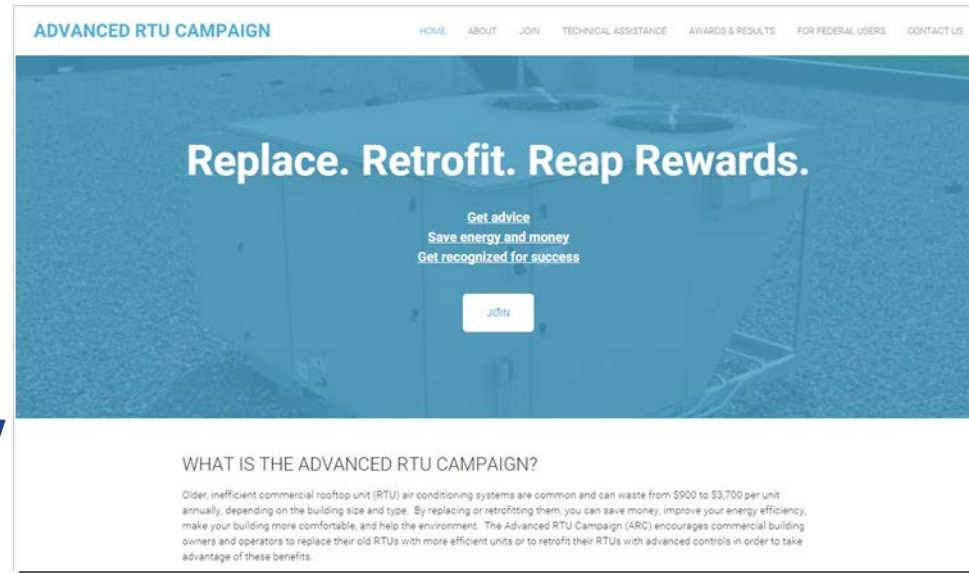 ADVANCED RTU CAMPAIGN
HOME ABOUT JOIN TECHNICAL ASSISTANCE AWARDS & RESULTS FOR FEDERAL USERS CONTACT US
Replace. Retrofit. Reap Rewards.
Get advice
Save energy and money
Get recognized for success
JOIN
WHAT IS THE ADVANCED RTU CAMPAIGN?
Older, inefficient commercial rooftop unit (RTU) air conditioning systems are common and can waste from $900 to $3,700 per unit
annually, depending on the building size and type. By replacing or retrofitting them, you can save money, improve your energy efficiency,
make your building more comfortable, and help the environment. The Advanced RTU Campaign (ARC) encourages commercial building
owners and operators to replace their old RTUs with more efficient units or to retrofit their RTUs with advanced controls in order to take
advantage of these benefits.